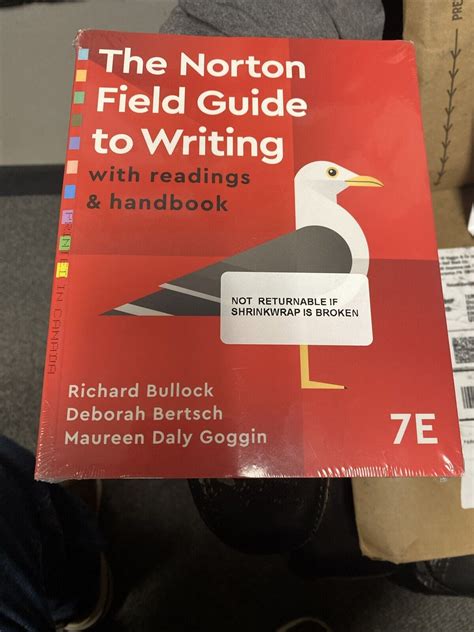 The Norton
Field Guide
to Writing
with readings
& handbook
NOT RETURNABLE IF
SHRINKWRAP IS BROKEN
Richard Bullock
Deborah Bertsch
Maureen Daly Goggin
7E
IN CANADA
PRE